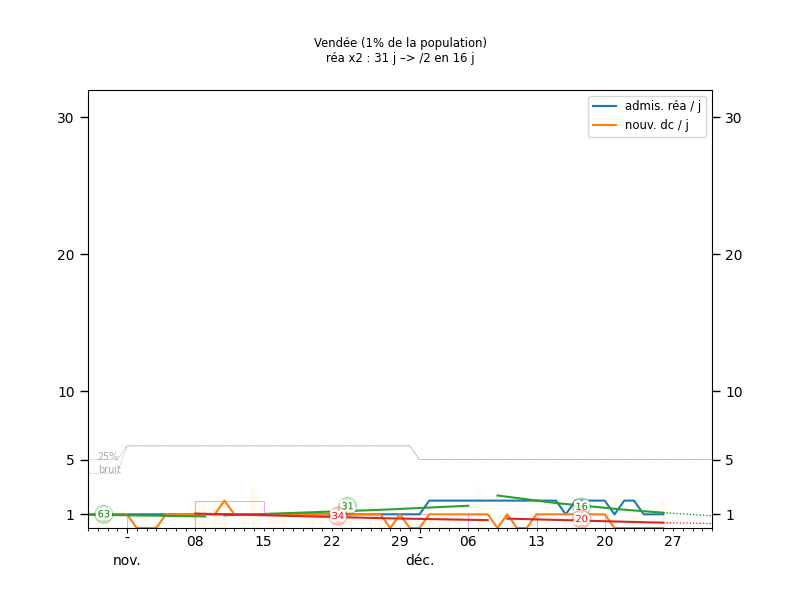 Vendée (1% de la population)
réa x2 : 31 j –> /2 en 16 j
admis. réa / j
nouv. dc / j
30 30
20 20
10 10
25%
bruit
5 5
63 31 34 16 20
1 1
- 08 15 22 29 - 06 13 20 27
nov. déc.